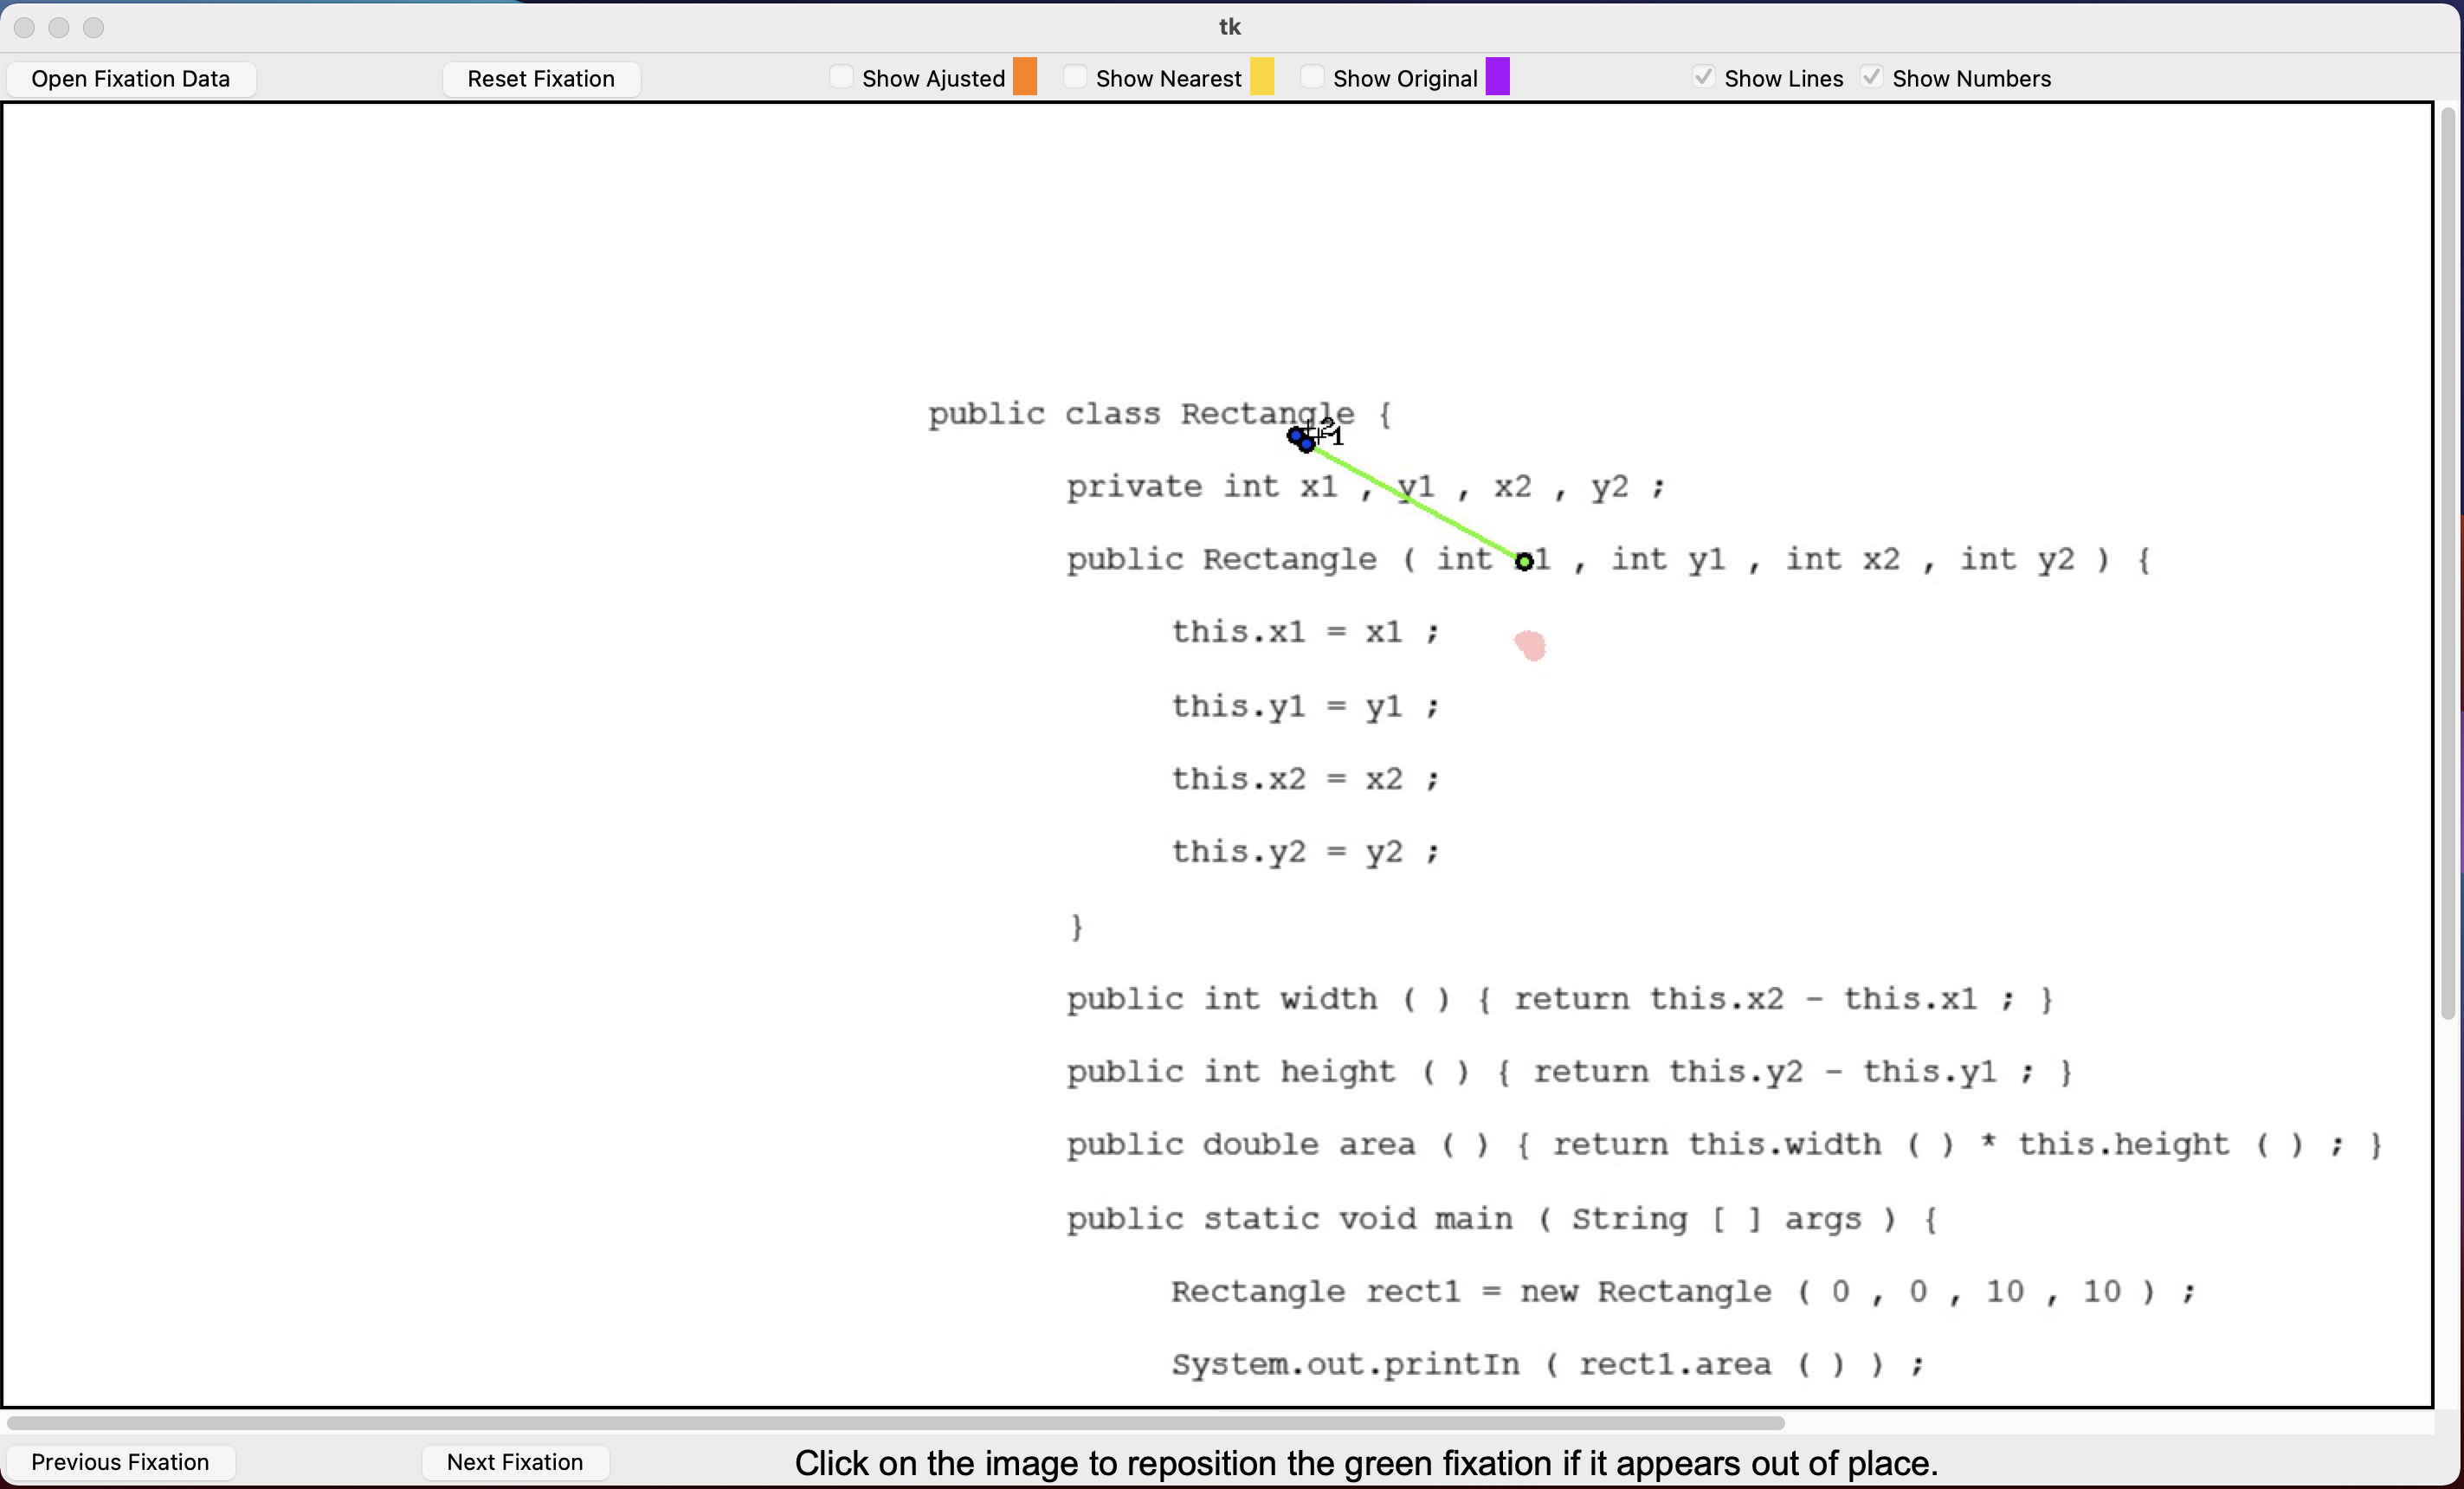 tk
Open Fixation Data Reset Fixation Show Ajusted Show Nearest Show Original Show Lines Show Numbers
public class Rectangle {
+2
+1
private int x1 , y1 , x2 , y2 ;
public Rectangle ( int x1 , int y1 , int x2 , int y2 ) {
this.x1 = x1 ;
this.y1 = y1 ;
this.x2 = x2 ;
this.y2 = y2 ;
}
public int width ( ) { return this.x2 - this.x1 ; }
public int height ( ) { return this.y2 - this.y1 ; }
public double area ( ) { return this.width ( ) * this.height ( ) ; }
public static void main ( String [ ] args ) {
Rectangle rect1 = new Rectangle ( 0 , 0 , 10 , 10 ) ;
System.out.printIn ( rect1.area ( ) ) ;
Previous Fixation Next Fixation Click on the image to reposition the green fixation if it appears out of place.